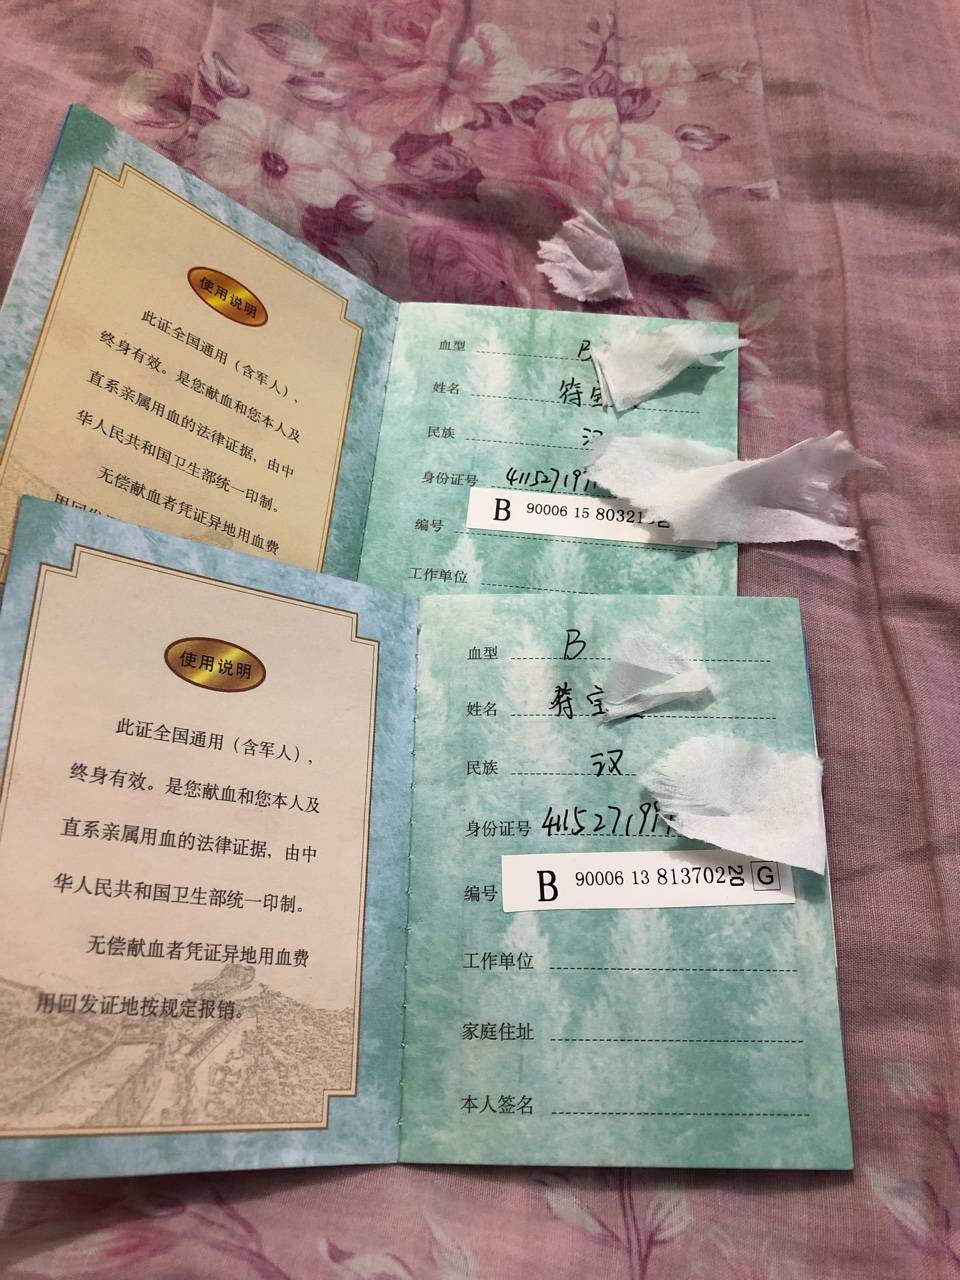 使用说明
此证全国通用（含军人），
终身有效。是您献血和您本人及
直系亲属用血的法律证据，由中
华人民共和国卫生部统一印制。
无偿献血者凭证异地用血费
血型 B
姓名 符
民族 汉
身份证号 41152719
编号 B 90006 15 80321
工作单位
使用说明
此证全国通用（含军人），
终身有效。是您献血和您本人及
直系亲属用血的法律证据，由中
华人民共和国卫生部统一印制。
无偿献血者凭证异地用血费
用回发证地按规定报销。
血型 B
姓名 符宝
民族 汉
身份证号 411527199
编号 B 90006 13 813702 20 G
工作单位
家庭住址
本人签名